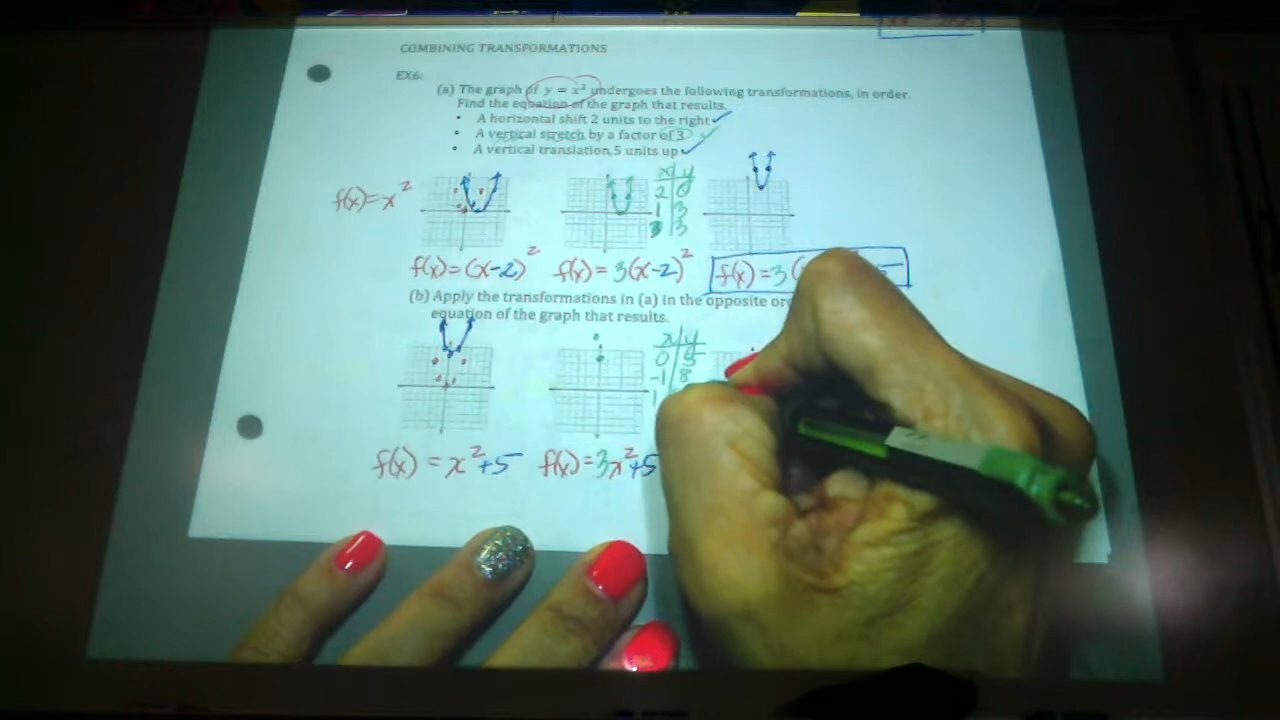 COMBINING TRANSFORMATIONS
EX6:
(a) The graph of y = x² undergoes the following transformations, in order.
Find the equation of the graph that results.
• A horizontal shift 2 units to the right ✓
• A vertical stretch by a factor of 3 ✓
• A vertical translation, 5 units up ✓
f(x)=x²
x y
2 0
1 3
3 3
f(x)=(x-2)²
f(x)=3(x-2)²
f(x)=3(
(b) Apply the transformations in (a) in the opposite
equation of the graph that results.
x y
0 5
-1 8
1
f(x)=x²+5
f(x)=3x²+5